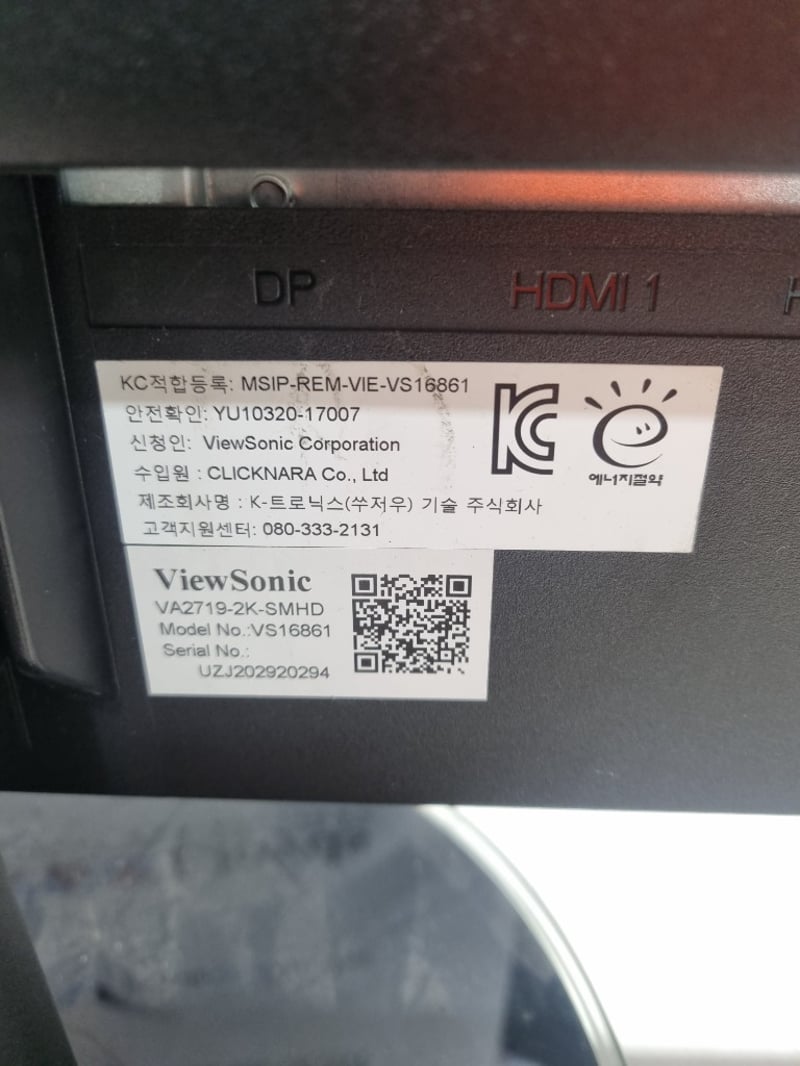 DP HDMI 1 H
KC적합등록: MSIP-REM-VIE-VS16861
안전확인: YU10320-17007
신청인: ViewSonic Corporation
수입원 : CLICKNARA Co., Ltd
제조회사명 : K-트로닉스(쑤저우) 기술 주식회사
고객지원센터: 080-333-2131
KC
에너지절약
ViewSonic
VA2719-2K-SMHD
Model No.:VS16861
Serial No.:
UZJ202920294